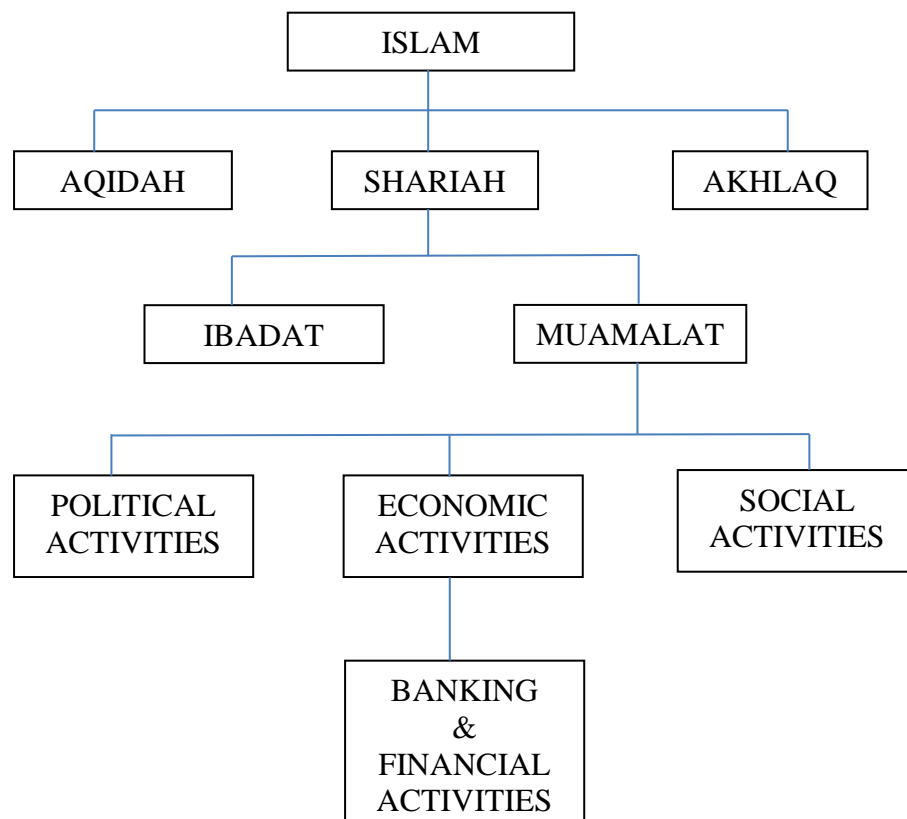 ISLAM
AQIDAH
SHARIAH
AKHLAQ
IBADAT
MUAMALAT
POLITICAL
ACTIVITIES
ECONOMIC
ACTIVITIES
SOCIAL
ACTIVITIES
BANKING
&
FINANCIAL
ACTIVITIES